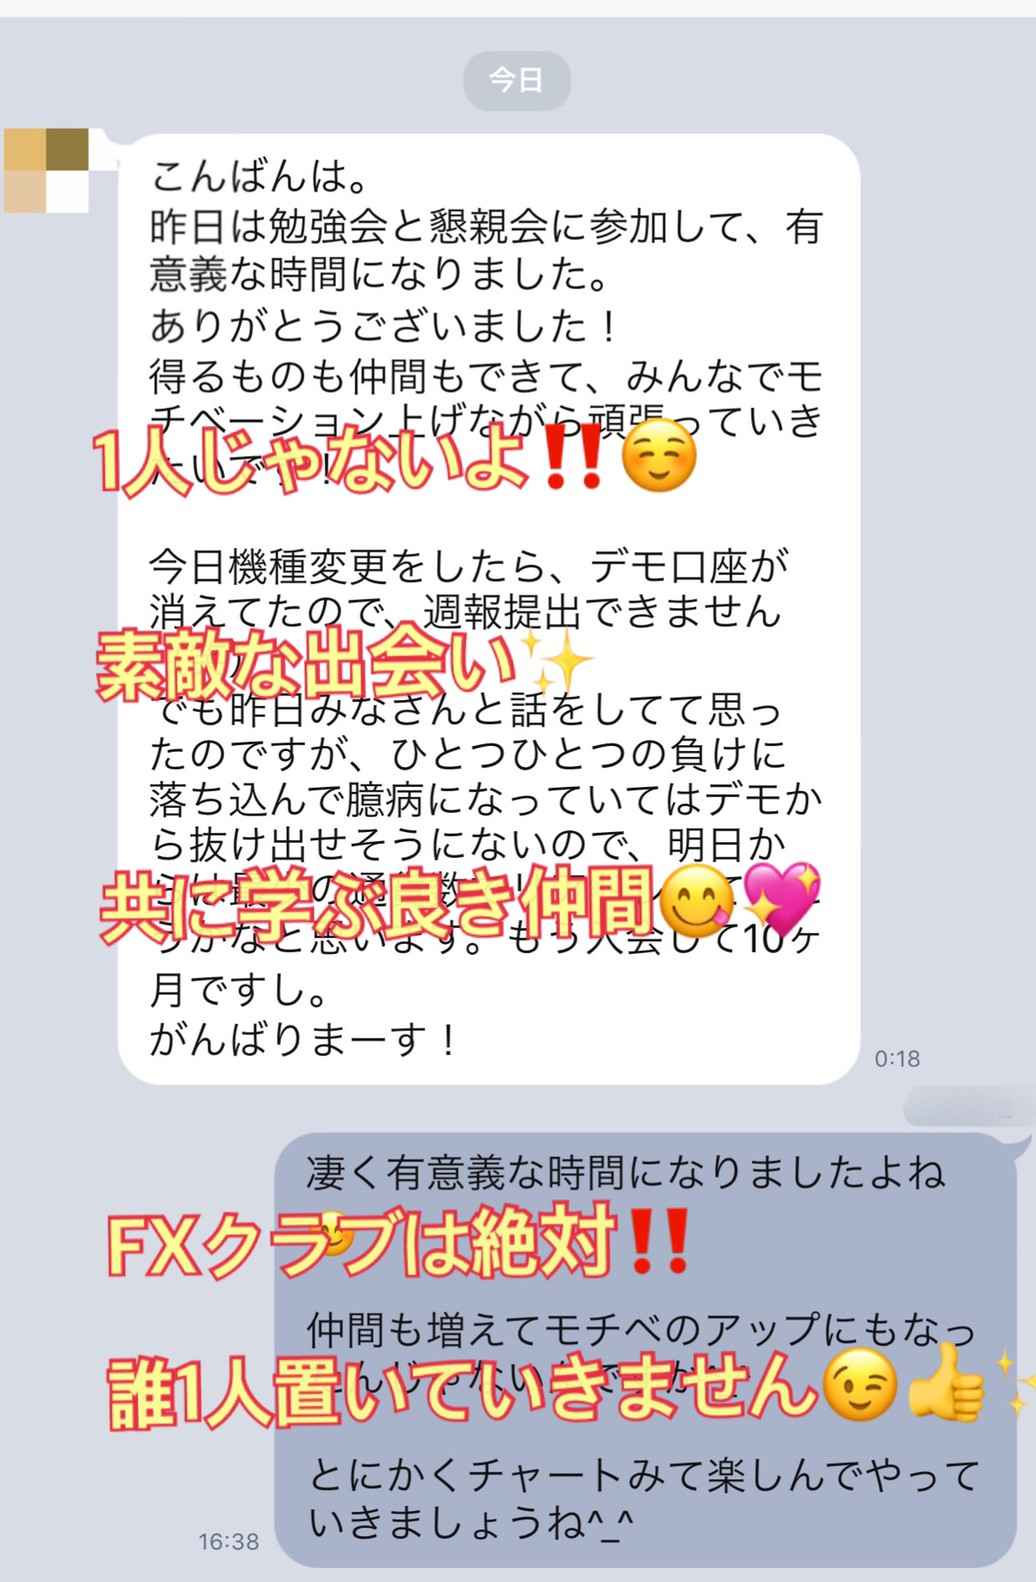 今日
こんばんは。
昨日は勉強会と懇親会に参加して、有
意義な時間になりました。
ありがとうございました！
得るものも仲間もできて、みんなでモ
チベーション上げながら頑張っていき
1人じゃないよ‼️☺️
今日機種変更をしたら、デモ口座が
消えてたので、週報提出できません
素敵な出会い✨
でも昨日みなさんと話をしてて思っ
たのですが、ひとつひとつの負けに
落ち込んで臆病になっていてはデモか
ら抜け出せそうにないので、明日か
共に学ぶ良き仲間😋💖
うかなと思います。もう入会して10ヶ
月ですし。
がんばりまーす！
0:18
凄く有意義な時間になりましたよね
FXクラブは絶対‼️
仲間も増えてモチベのアップにもなっ
誰1人置いていきません😉👍✨
とにかくチャートみて楽しんでやって
いきましょうね^_^
16:38